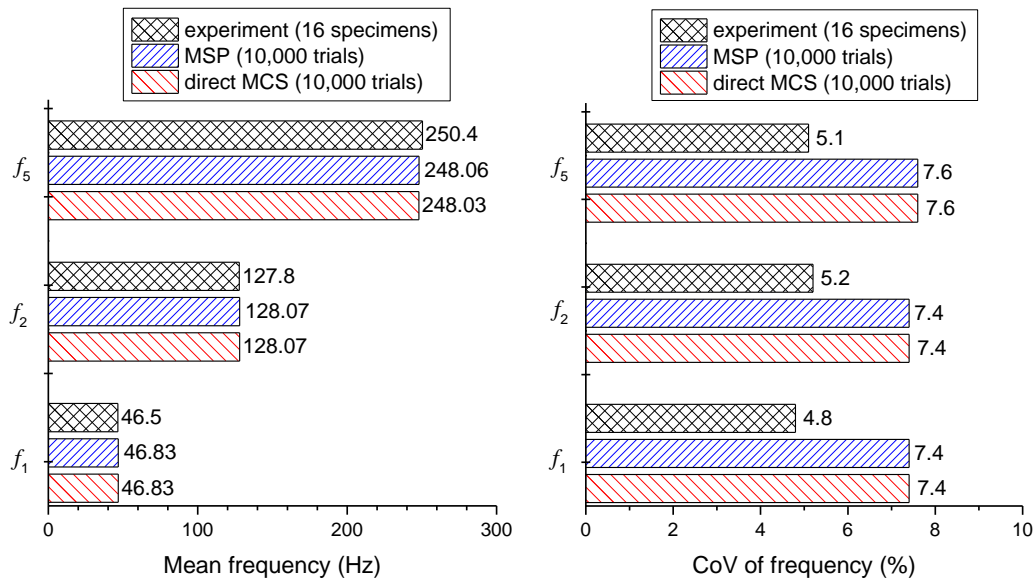 experiment (16 specimens)
MSP (10,000 trials)
direct MCS (10,000 trials)
f5
250.4
248.06
248.03
f2
127.8
128.07
128.07
f1
46.5
46.83
46.83
0 100 200 300
Mean frequency (Hz)
experiment (16 specimens)
MSP (10,000 trials)
direct MCS (10,000 trials)
f5
5.1
7.6
7.6
f2
5.2
7.4
7.4
f1
4.8
7.4
7.4
0 2 4 6 8 10
CoV of frequency (%)